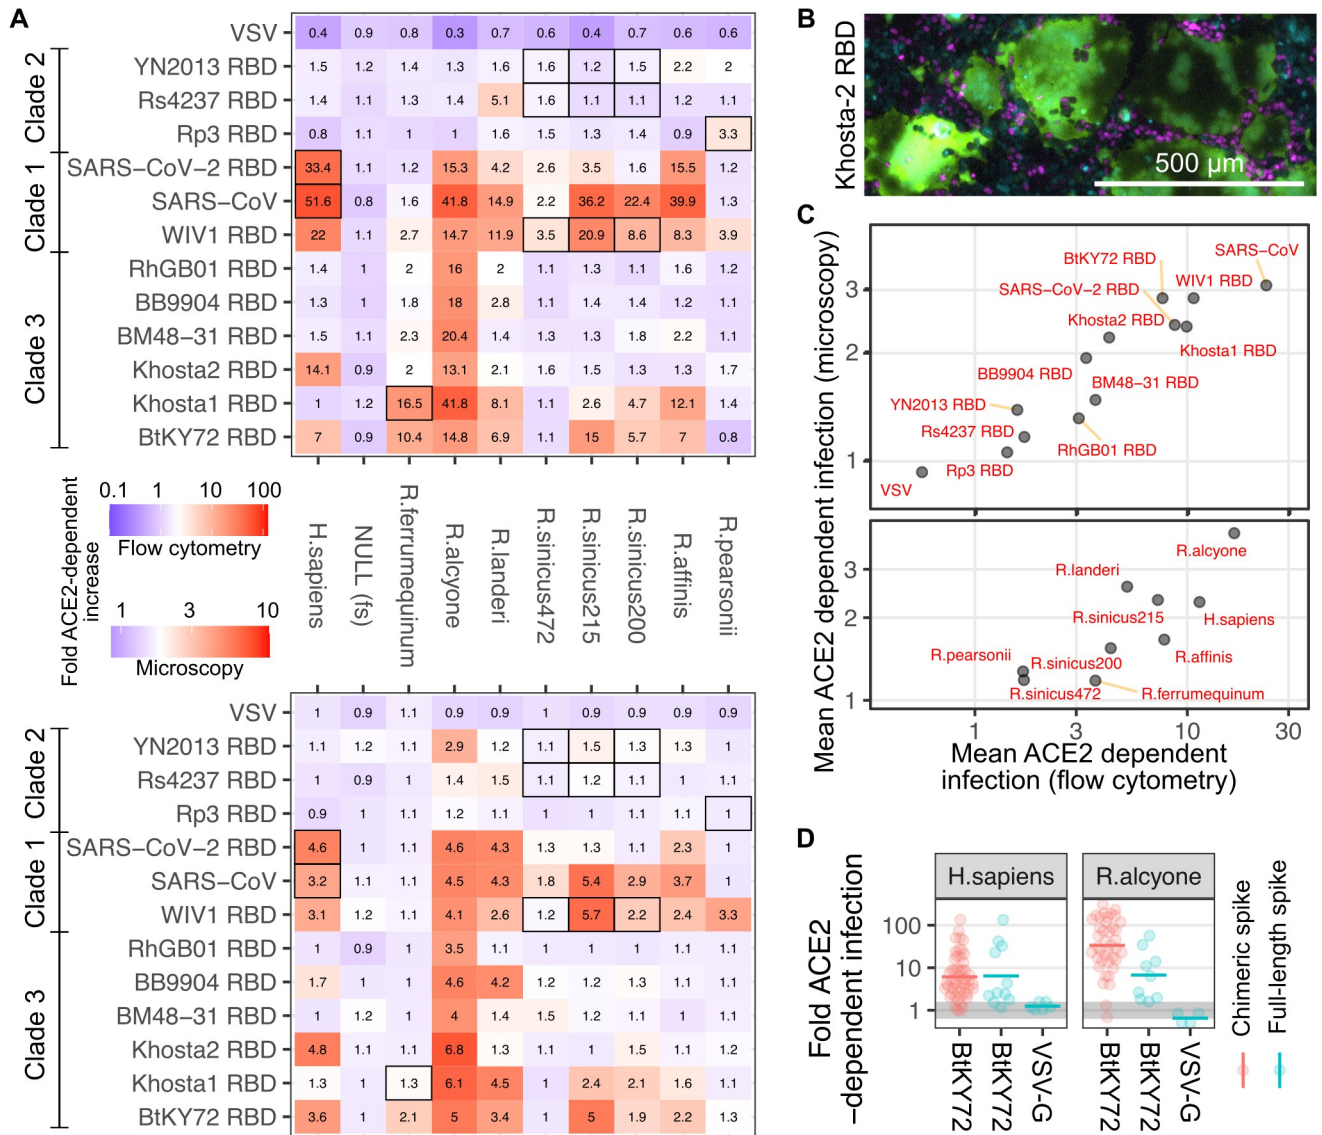 A
VSV 0.4 0.9 0.8 0.3 0.7 0.6 0.4 0.7 0.6 0.6
Clade 2
YN2013 RBD 1.5 1.2 1.4 1.3 1.6 1.6 1.2 1.5 2.2 2
Rs4237 RBD 1.4 1.1 1.3 1.4 5.1 1.6 1.1 1.1 1.2 1.1
Rp3 RBD 0.8 1.1 1 1 1.6 1.5 1.3 1.4 0.9 3.3
Clade 1
SARS−CoV−2 RBD 33.4 1.1 1.2 15.3 4.2 2.6 3.5 1.6 15.5 1.2
SARS−CoV 51.6 0.8 1.6 41.8 14.9 2.2 36.2 22.4 39.9 1.3
WIV1 RBD 22 1.1 2.7 14.7 11.9 3.5 20.9 8.6 8.3 3.9
Clade 3
RhGB01 RBD 1.4 1 2 16 2 1.1 1.3 1.1 1.6 1.2
BB9904 RBD 1.3 1 1.8 18 2.8 1.1 1.4 1.4 1.2 1.1
BM48−31 RBD 1.5 1.1 2.3 20.4 1.4 1.3 1.3 1.8 2.2 1.1
Khosta2 RBD 14.1 0.9 2 13.1 2.1 1.6 1.5 1.3 1.3 1.7
Khosta1 RBD 1 1.2 16.5 41.8 8.1 1.1 2.6 4.7 12.1 1.4
BtKY72 RBD 7 0.9 10.4 14.8 6.9 1.1 15 5.7 7 0.8
Fold ACE2-dependent
increase
0.1 1 10 100
Flow cytometry
1 3 10
Microscopy
H.sapiens
NULL (fs)
R.ferrumequinum
R.alcyone
R.landeri
R.sinicus472
R.sinicus215
R.sinicus200
R.affinis
R.pearsonii
VSV 1 0.9 1.1 0.9 0.9 1 0.9 0.9 0.9 0.9
Clade 2
YN2013 RBD 1.1 1.2 1.1 2.9 1.2 1.1 1.5 1.3 1.3 1
Rs4237 RBD 1 0.9 1.1 1.4 1.5 1.1 1.2 1.1 1 1.1
Rp3 RBD 0.9 1 1.1 1.2 1.1 1 1 1.1 1.1 1
Clade 1
SARS−CoV−2 RBD 4.6 1 1.1 4.6 4.3 1.3 1.3 1.1 2.3 1
SARS−CoV 3.2 1.1 1.1 4.5 4.3 1.8 5.4 2.9 3.7 1
WIV1 RBD 3.1 1.2 1.1 4.1 2.6 1.2 5.7 2.2 2.4 3.3
Clade 3
RhGB01 RBD 1 0.9 1 3.5 1.1 1 1 1 1.1 1.1
BB9904 RBD 1.7 1 1 4.6 4.2 1.2 1.2 1.3 1.1 1.1
BM48−31 RBD 1 1.2 1 4 1.4 1.5 1.2 1.1 1 1.1
Khosta2 RBD 4.8 1.1 1.1 6.8 1.3 1.1 1 1.5 1.1 1.2
Khosta1 RBD 1.3 1 1.3 6.1 4.5 1 2.4 2.1 1.6 1.1
BtKY72 RBD 3.6 1 2.1 5 3.4 1 5 1.9 2.2 1.3
B
Khosta-2 RBD
500 µm
C
Mean ACE2 dependent infection (microscopy)
3
2
1
BtKY72 RBD
SARS−CoV
SARS−CoV−2 RBD
WIV1 RBD
Khosta2 RBD
Khosta1 RBD
BB9904 RBD
BM48−31 RBD
YN2013 RBD
Rs4237 RBD
RhGB01 RBD
Rp3 RBD
VSV
3
2
1
R.alcyone
R.landeri
R.sinicus215
H.sapiens
R.pearsonii
R.sinicus200
R.affinis
R.sinicus472
R.ferrumequinum
1 3 10 30
Mean ACE2 dependent
infection (flow cytometry)
D
Fold ACE2
−dependent infection
100
10
1
H.sapiens
R.alcyone
BtKY72
BtKY72
VSV-G
BtKY72
BtKY72
VSV-G
Chimeric spike
Full-length spike